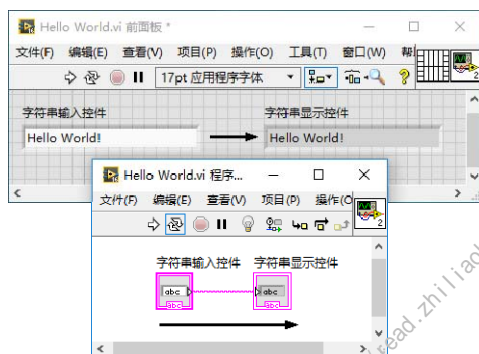 Hello World.vi 前面板 *
文件(F) 编辑(E) 查看(V) 项目(P) 操作(O) 工具(T) 窗口(W) 帮
17pt 应用程序字体
2
字符串输入控件 字符串显示控件
Hello World! Hello World!
Hello World.vi 程序...
文件(F) 编辑(E) 查看(V) 项目(P) 操作(O
2
字符串输入控件 字符串显示控件
abc abc
abc abc
read.zhiliao